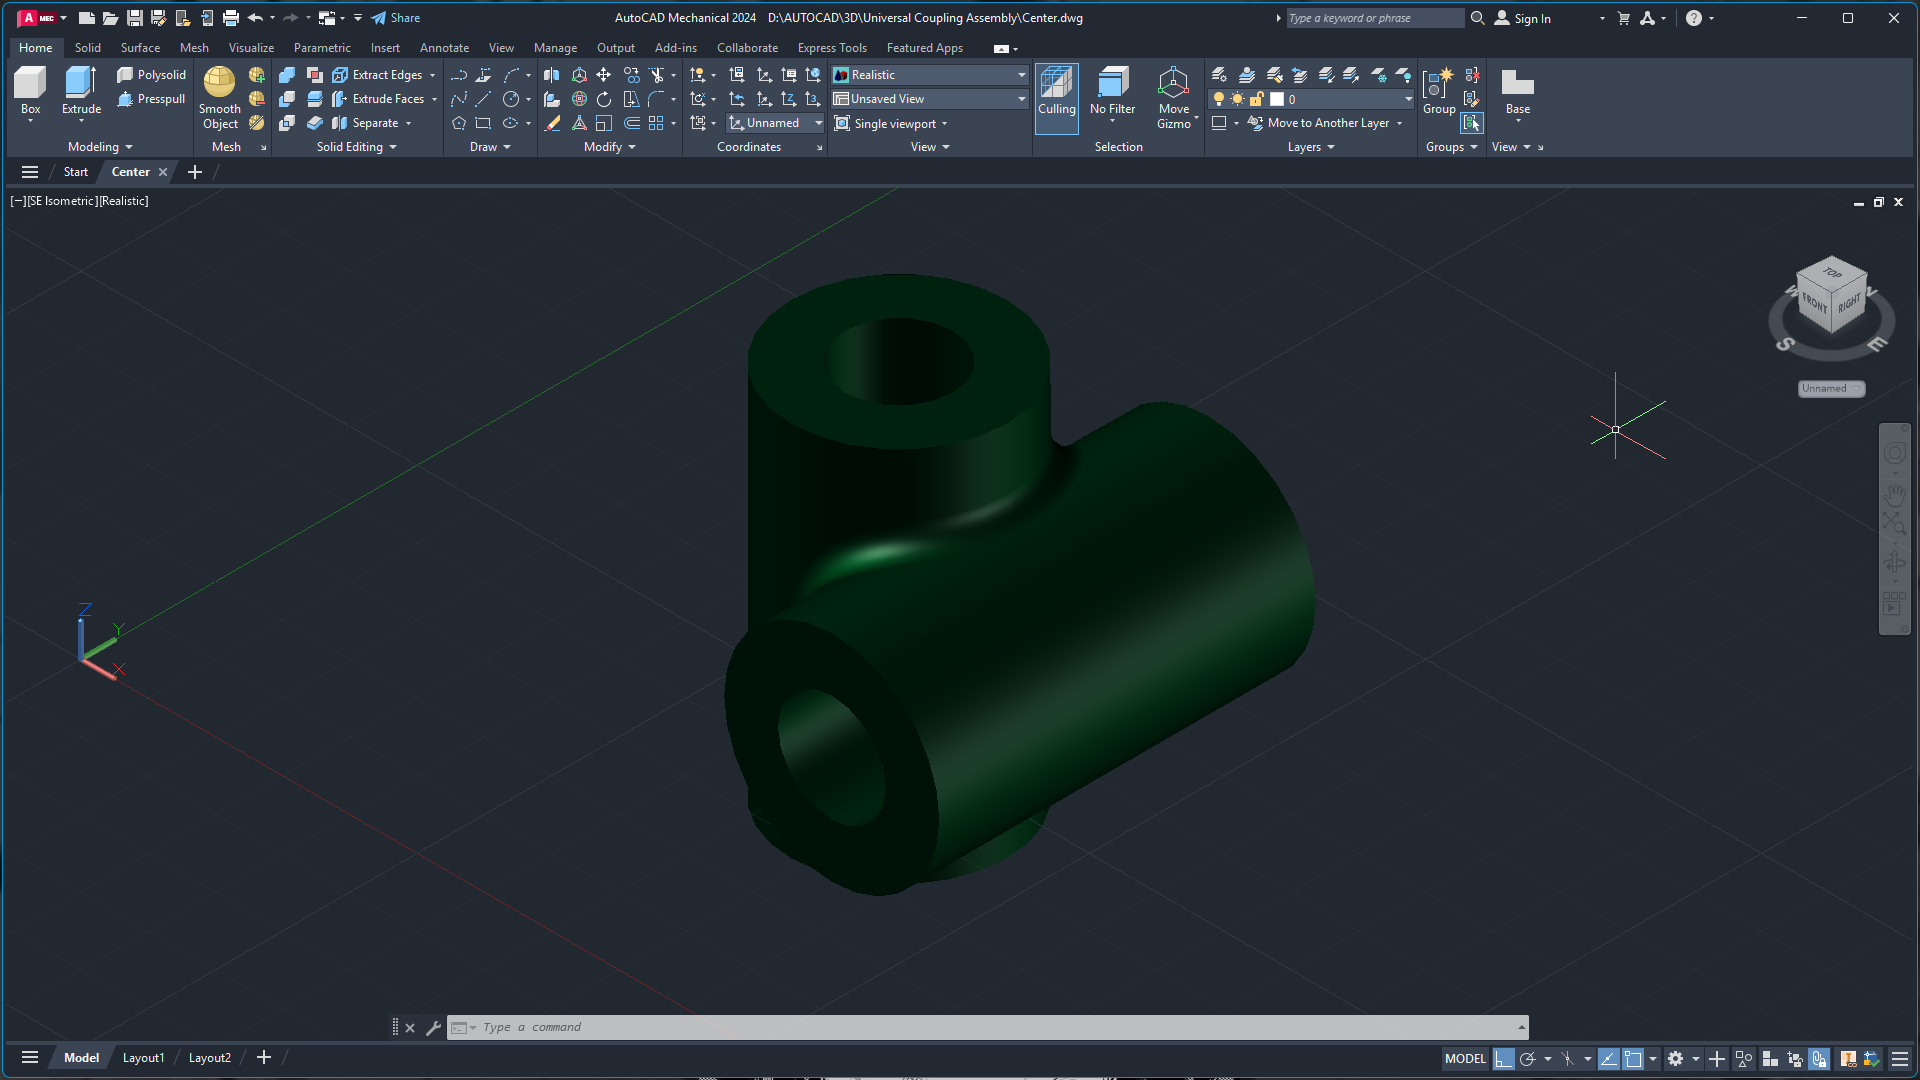 A MEC Share AutoCAD Mechanical 2024 D:\AUTOCAD\3D\Universal Coupling Assembly\Center.dwg Type a keyword or phrase Sign In
Home Solid Surface Mesh Visualize Parametric Insert Annotate View Manage Output Add-ins Collaborate Express Tools Featured Apps
Box Extrude Polysolid Presspull
Modeling
Smooth Object
Mesh
Extract Edges
Extrude Faces
Separate
Solid Editing
Draw
Modify
Unnamed
Coordinates
Realistic
Unsaved View
Single viewport
View
Culling No Filter Move Gizmo
Selection
0
Move to Another Layer
Layers
Group
Groups
Base
View
Start Center
[−][SE Isometric][Realistic]
TOP
FRONT RIGHT
W N
S E
Unnamed
Z
Y
X
Type a command
Model Layout1 Layout2 MODEL